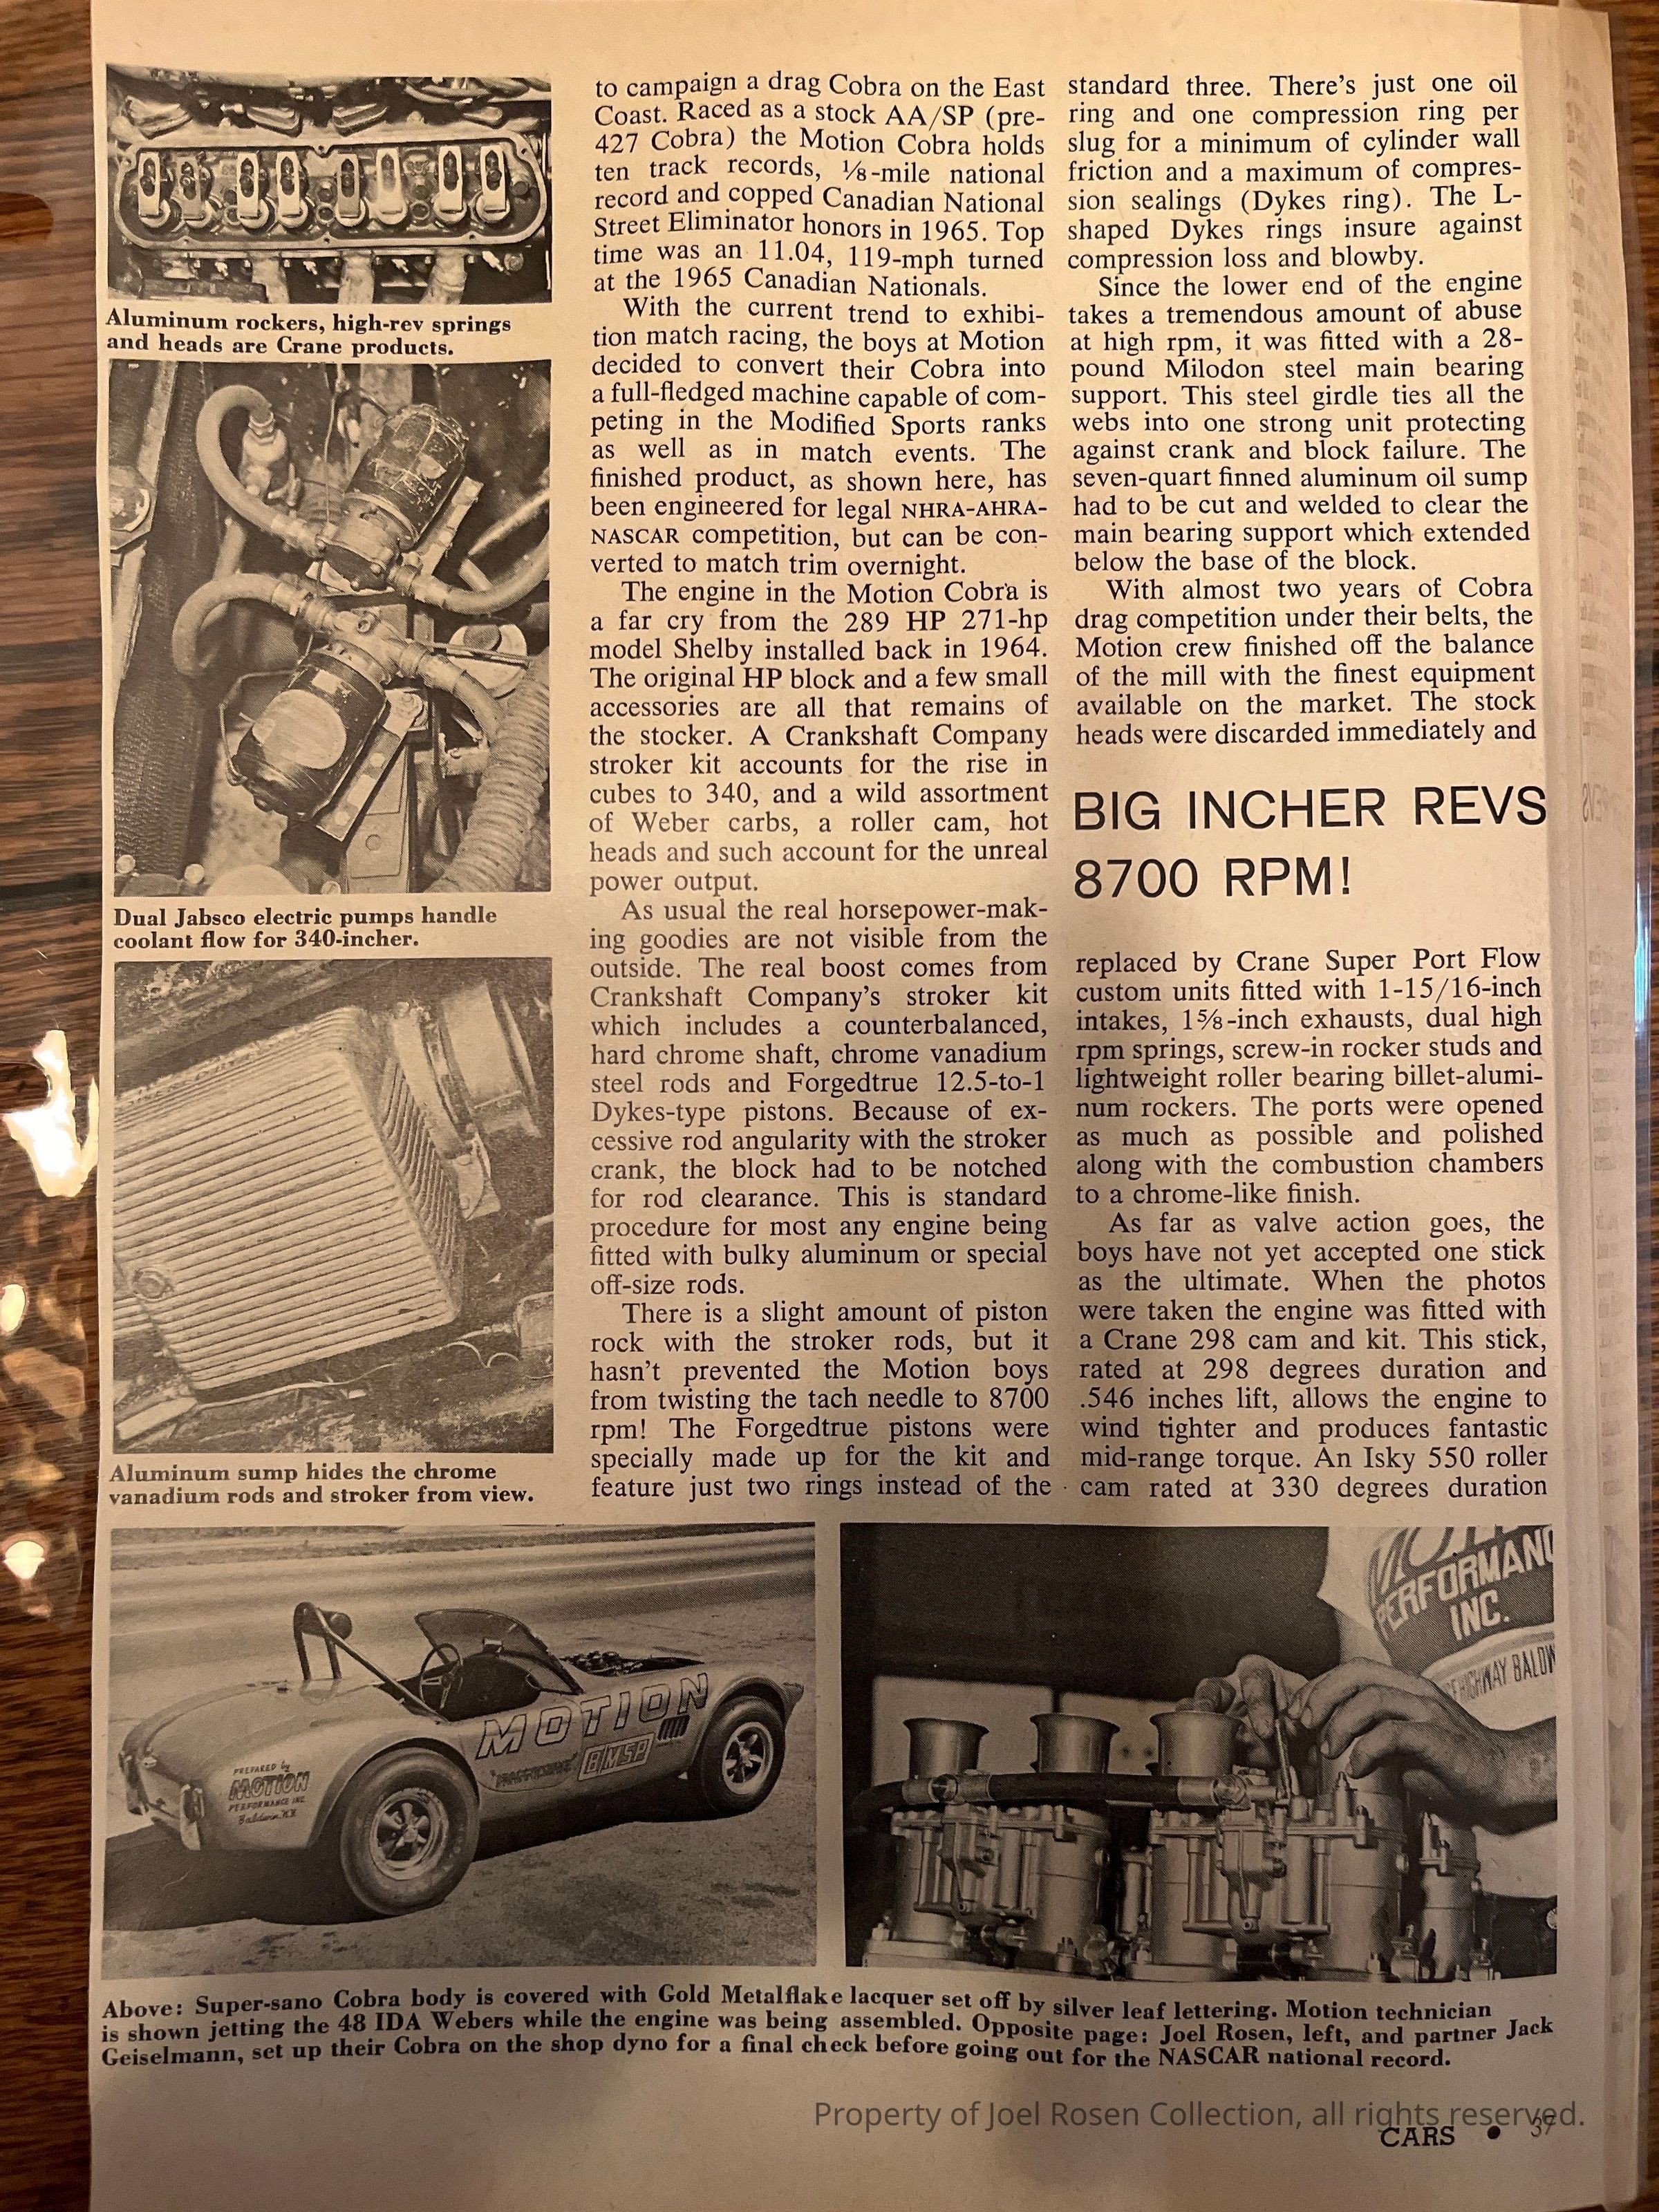 Aluminum rockers, high-rev springs
and heads are Crane products.
Dual Jabsco electric pumps handle
coolant flow for 340-incher.
Aluminum sump hides the chrome
vanadium rods and stroker from view.
to campaign a drag Cobra on the East
Coast. Raced as a stock AA/SP (pre-
427 Cobra) the Motion Cobra holds
ten track records, ⅛-mile national
record and copped Canadian National
Street Eliminator honors in 1965. Top
time was an 11.04, 119-mph turned
at the 1965 Canadian Nationals.
With the current trend to exhibi-
tion match racing, the boys at Motion
decided to convert their Cobra into
a full-fledged machine capable of com-
peting in the Modified Sports ranks
as well as in match events. The
finished product, as shown here, has
been engineered for legal NHRA-AHRA-
NASCAR competition, but can be con-
verted to match trim overnight.
The engine in the Motion Cobra is
a far cry from the 289 HP 271-hp
model Shelby installed back in 1964.
The original HP block and a few small
accessories are all that remains of
the stocker. A Crankshaft Company
stroker kit accounts for the rise in
cubes to 340, and a wild assortment
of Weber carbs, a roller cam, hot
heads and such account for the unreal
power output.
As usual the real horsepower-mak-
ing goodies are not visible from the
outside. The real boost comes from
Crankshaft Company's stroker kit
which includes a counterbalanced,
hard chrome shaft, chrome vanadium
steel rods and Forgedtrue 12.5-to-1
Dykes-type pistons. Because of ex-
cessive rod angularity with the stroker
crank, the block had to be notched
for rod clearance. This is standard
procedure for most any engine being
fitted with bulky aluminum or special
off-size rods.
There is a slight amount of piston
rock with the stroker rods, but it
hasn't prevented the Motion boys
from twisting the tach needle to 8700
rpm! The Forgedtrue pistons were
specially made up for the kit and
feature just two rings instead of the
standard three. There's just one oil
ring and one compression ring per
slug for a minimum of cylinder wall
friction and a maximum of compres-
sion sealings (Dykes ring). The L-
shaped Dykes rings insure against
compression loss and blowby.
Since the lower end of the engine
takes a tremendous amount of abuse
at high rpm, it was fitted with a 28-
pound Milodon steel main bearing
support. This steel girdle ties all the
webs into one strong unit protecting
against crank and block failure. The
seven-quart finned aluminum oil sump
had to be cut and welded to clear the
main bearing support which extended
below the base of the block.
With almost two years of Cobra
drag competition under their belts, the
Motion crew finished off the balance
of the mill with the finest equipment
available on the market. The stock
heads were discarded immediately and
BIG INCHER REVS
8700 RPM!
replaced by Crane Super Port Flow
custom units fitted with 1-15/16-inch
intakes, 1⅝-inch exhausts, dual high
rpm springs, screw-in rocker studs and
lightweight roller bearing billet-alumi-
num rockers. The ports were opened
as much as possible and polished
along with the combustion chambers
to a chrome-like finish.
As far as valve action goes, the
boys have not yet accepted one stick
as the ultimate. When the photos
were taken the engine was fitted with
a Crane 298 cam and kit. This stick,
rated at 298 degrees duration and
.546 inches lift, allows the engine to
wind tighter and produces fantastic
mid-range torque. An Isky 550 roller
cam rated at 330 degrees duration
MOTION
B/MSP
PREPARED by
MOTION
PERFORMANCE INC.
Baldwin, N.Y.
PERFORMANC
INC.
HIGHWAY BALDW
Above: Super-sano Cobra body is covered with Gold Metalflake lacquer set off by silver leaf lettering. Motion technician
is shown jetting the 48 IDA Webers while the engine was being assembled. Opposite page: Joel Rosen, left, and partner Jack
Geiselmann, set up their Cobra on the shop dyno for a final check before going out for the NASCAR national record.
Property of Joel Rosen Collection, all rights reserved.
CARS • 37